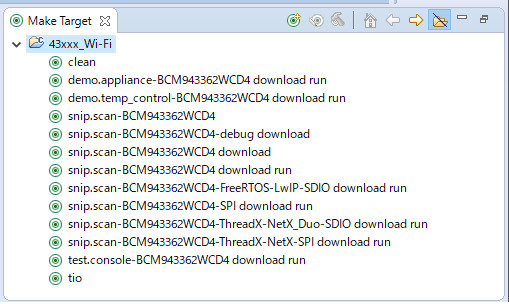 Make Target
43xxx_Wi-Fi
clean
demo.appliance-BCM943362WCD4 download run
demo.temp_control-BCM943362WCD4 download run
snip.scan-BCM943362WCD4
snip.scan-BCM943362WCD4-debug download
snip.scan-BCM943362WCD4 download
snip.scan-BCM943362WCD4 download run
snip.scan-BCM943362WCD4-FreeRTOS-LwIP-SDIO download run
snip.scan-BCM943362WCD4-SPI download run
snip.scan-BCM943362WCD4-ThreadX-NetX_Duo-SDIO download run
snip.scan-BCM943362WCD4-ThreadX-NetX-SPI download run
test.console-BCM943362WCD4 download run
tio